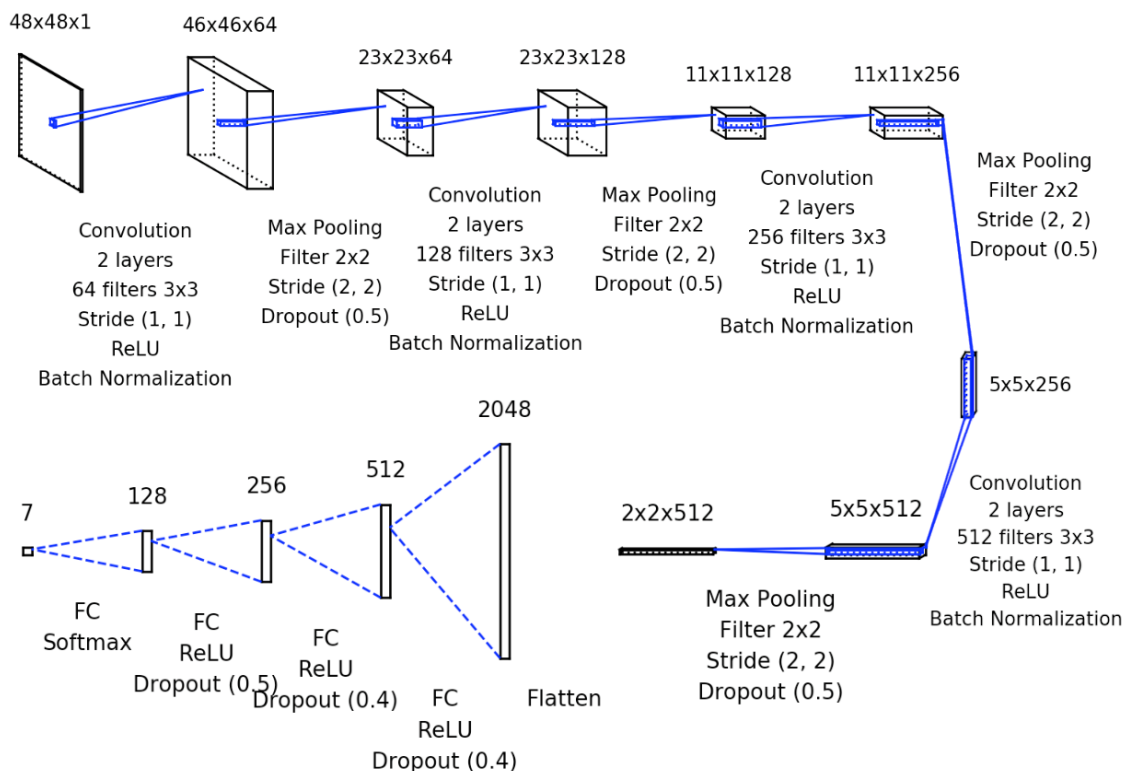 48x48x1
46x46x64
23x23x64
23x23x128
11x11x128
11x11x256
Convolution
2 layers
64 filters 3x3
Stride (1, 1)
ReLU
Batch Normalization
Max Pooling
Filter 2x2
Stride (2, 2)
Dropout (0.5)
Convolution
2 layers
128 filters 3x3
Stride (1, 1)
ReLU
Batch Normalization
Max Pooling
Filter 2x2
Stride (2, 2)
Dropout (0.5)
Convolution
2 layers
256 filters 3x3
Stride (1, 1)
ReLU
Batch Normalization
Max Pooling
Filter 2x2
Stride (2, 2)
Dropout (0.5)
5x5x256
Convolution
2 layers
512 filters 3x3
Stride (1, 1)
ReLU
Batch Normalization
5x5x512
Max Pooling
Filter 2x2
Stride (2, 2)
Dropout (0.5)
2x2x512
Flatten
2048
FC
ReLU
Dropout (0.4)
512
FC
ReLU
Dropout (0.4)
256
FC
ReLU
Dropout (0.5)
128
FC
Softmax
7